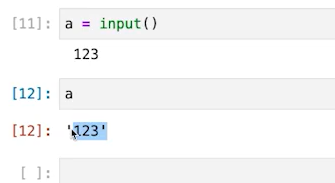 [11]: a = input()
123
[12]: a
[12]: '123'
[ ]: